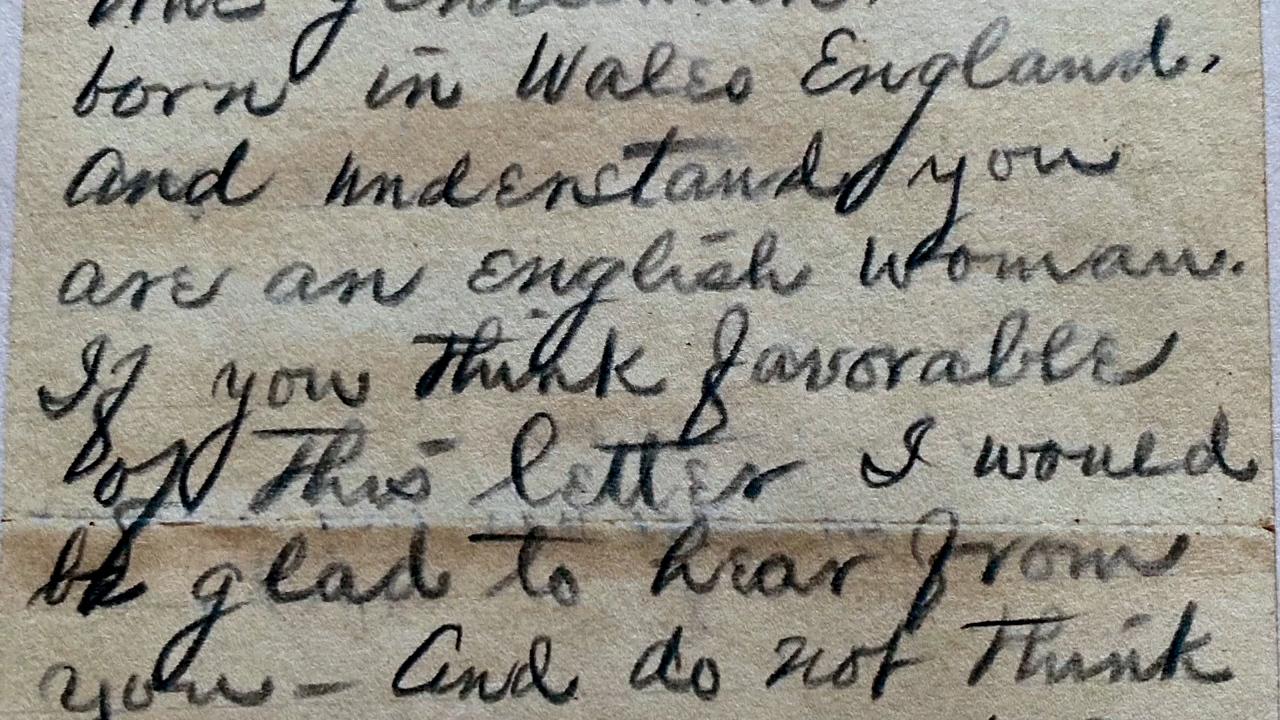 gentleman.
born in Wales England.
And understand you
are an English woman.
If you think favorable
of this letter I would
be glad to hear from
you - And do not think